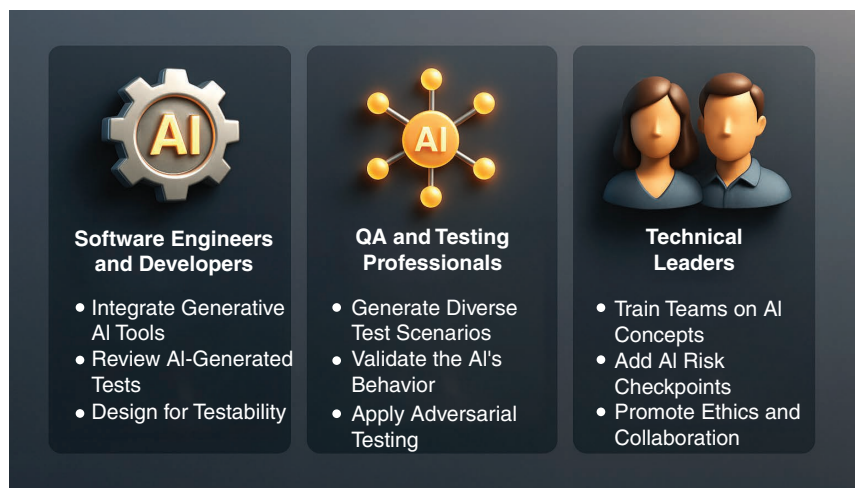 AI
Software Engineers
and Developers
• Integrate Generative
AI Tools
• Review AI-Generated
Tests
• Design for Testability
AI
QA and Testing
Professionals
• Generate Diverse
Test Scenarios
• Validate the AI's
Behavior
• Apply Adversarial
Testing
Technical
Leaders
• Train Teams on AI
Concepts
• Add AI Risk
Checkpoints
• Promote Ethics and
Collaboration